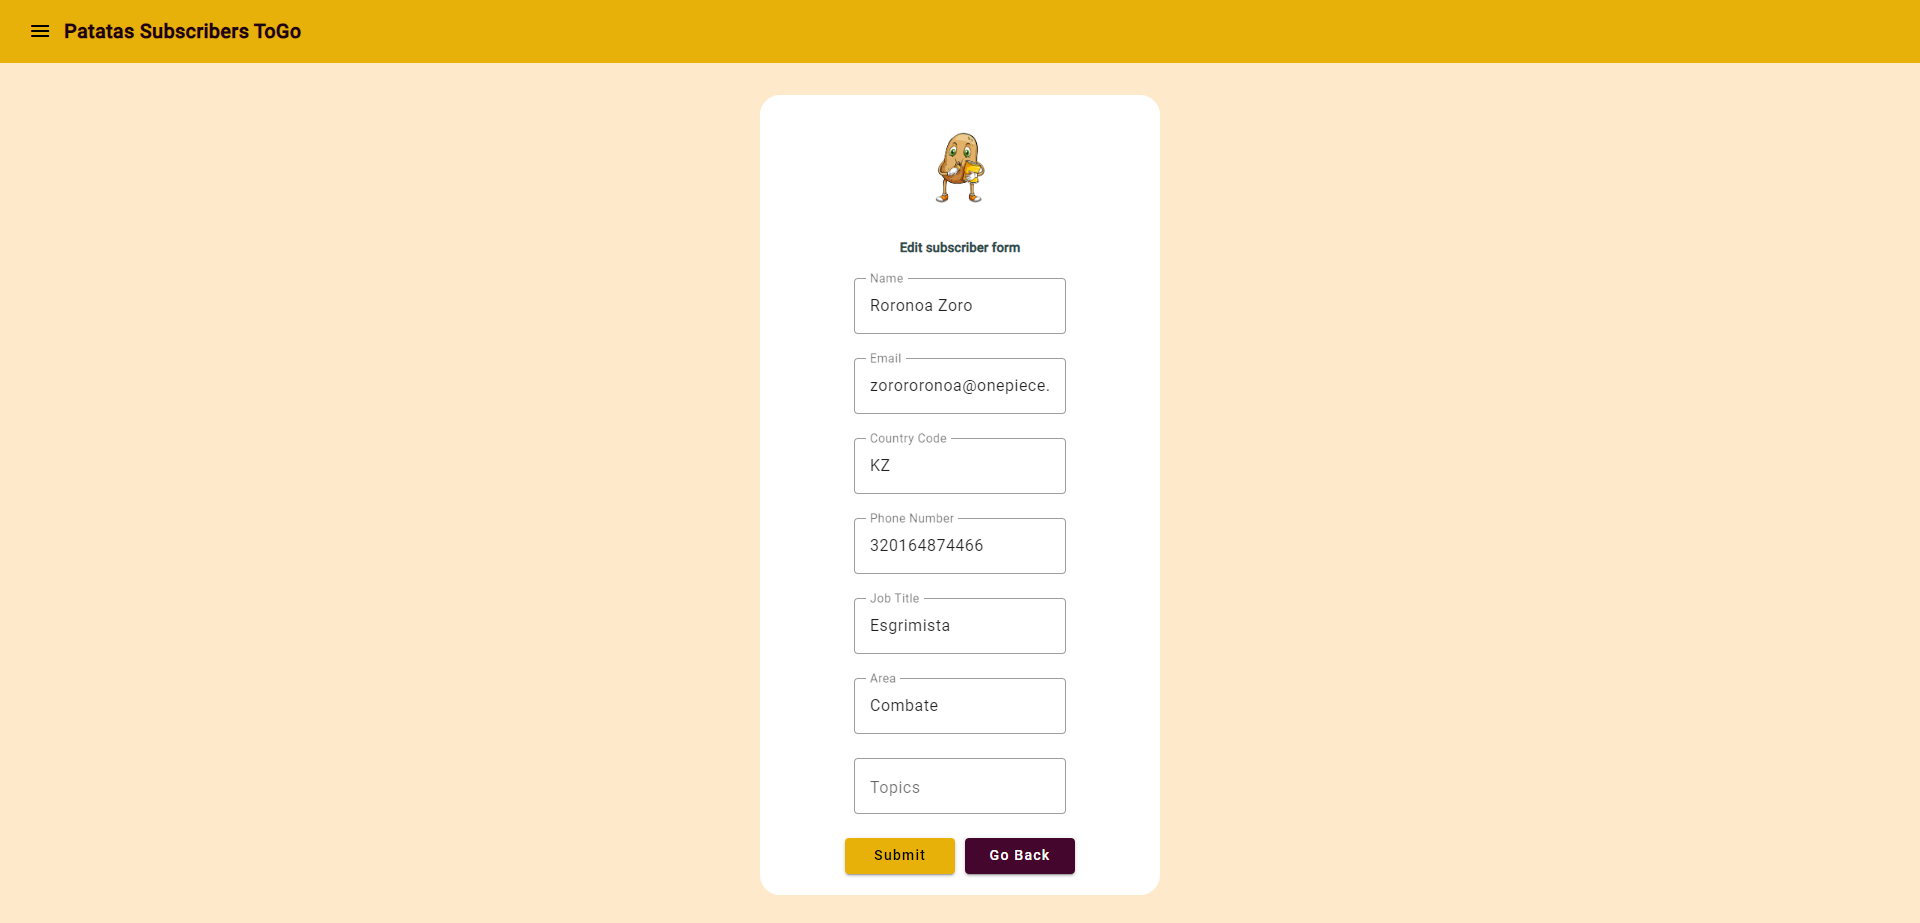 Patatas Subscribers ToGo
Edit subscriber form
Name
Roronoa Zoro
Email
zorororonoa@onepiece.
Country Code
KZ
Phone Number
320164874466
Job Title
Esgrimista
Area
Combate
Topics
Submit
Go Back